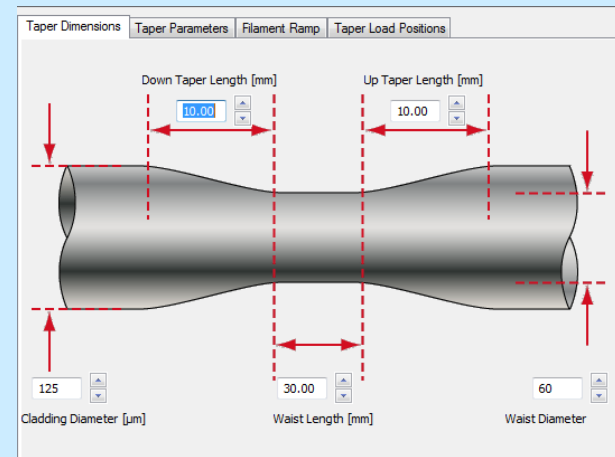 Taper Dimensions Taper Parameters Filament Ramp Taper Load Positions
Down Taper Length [mm] Up Taper Length [mm]
10.00 10.00
125 30.00 60
Cladding Diameter [µm] Waist Length [mm] Waist Diameter